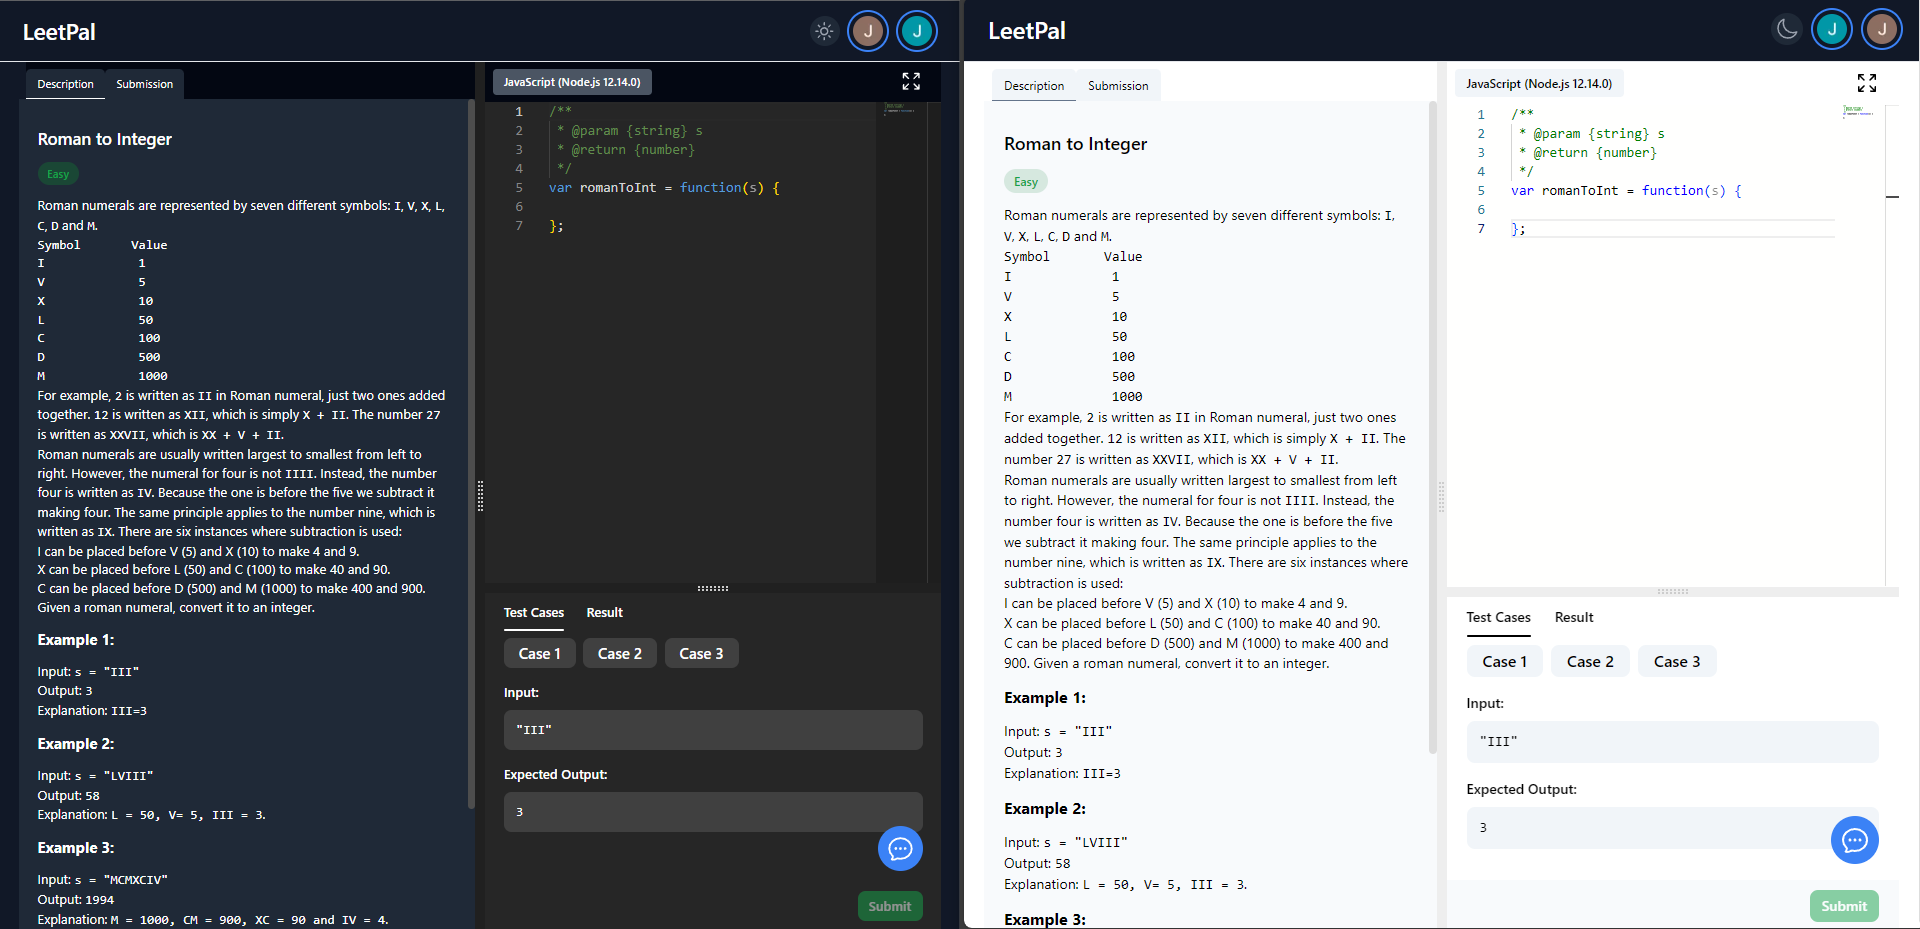 LeetPal
J
J
Description
Submission
Roman to Integer
Easy
Roman numerals are represented by seven different symbols: I, V, X, L,
C, D and M.
Symbol Value
I 1
V 5
X 10
L 50
C 100
D 500
M 1000
For example, 2 is written as II in Roman numeral, just two ones added
together. 12 is written as XII, which is simply X + II. The number 27
is written as XXVII, which is XX + V + II.
Roman numerals are usually written largest to smallest from left to
right. However, the numeral for four is not IIII. Instead, the number
four is written as IV. Because the one is before the five we subtract it
making four. The same principle applies to the number nine, which is
written as IX. There are six instances where subtraction is used:
I can be placed before V (5) and X (10) to make 4 and 9.
X can be placed before L (50) and C (100) to make 40 and 90.
C can be placed before D (500) and M (1000) to make 400 and 900.
Given a roman numeral, convert it to an integer.
Example 1:
Input: s = "III"
Output: 3
Explanation: III=3
Example 2:
Input: s = "LVIII"
Output: 58
Explanation: L = 50, V= 5, III = 3.
Example 3:
Input: s = "MCMXCIV"
Output: 1994
Explanation: M = 1000, CM = 900, XC = 90 and IV = 4.
JavaScript (Node.js 12.14.0)
1 /**
2 * @param {string} s
3 * @return {number}
4 */
5 var romanToInt = function(s) {
6
7 };
Test Cases
Result
Case 1
Case 2
Case 3
Input:
"III"
Expected Output:
3
Submit
LeetPal
J
J
Description
Submission
Roman to Integer
Easy
Roman numerals are represented by seven different symbols: I,
V, X, L, C, D and M.
Symbol Value
I 1
V 5
X 10
L 50
C 100
D 500
M 1000
For example, 2 is written as II in Roman numeral, just two ones
added together. 12 is written as XII, which is simply X + II. The
number 27 is written as XXVII, which is XX + V + II.
Roman numerals are usually written largest to smallest from left
to right. However, the numeral for four is not IIII. Instead, the
number four is written as IV. Because the one is before the five
we subtract it making four. The same principle applies to the
number nine, which is written as IX. There are six instances where
subtraction is used:
I can be placed before V (5) and X (10) to make 4 and 9.
X can be placed before L (50) and C (100) to make 40 and 90.
C can be placed before D (500) and M (1000) to make 400 and
900. Given a roman numeral, convert it to an integer.
Example 1:
Input: s = "III"
Output: 3
Explanation: III=3
Example 2:
Input: s = "LVIII"
Output: 58
Explanation: L = 50, V= 5, III = 3.
Example 3:
JavaScript (Node.js 12.14.0)
1 /**
2 * @param {string} s
3 * @return {number}
4 */
5 var romanToInt = function(s) {
6
7 };
Test Cases
Result
Case 1
Case 2
Case 3
Input:
"III"
Expected Output:
3
Submit